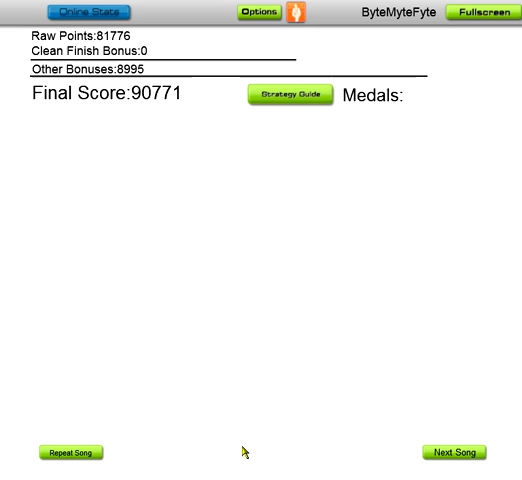 Online Stats
Options
ByteMyteFyte
Fullscreen
Raw Points:81776
Clean Finish Bonus:0
Other Bonuses:8995
Final Score:90771
Strategy Guide
Medals:
Repeat Song
Next Song